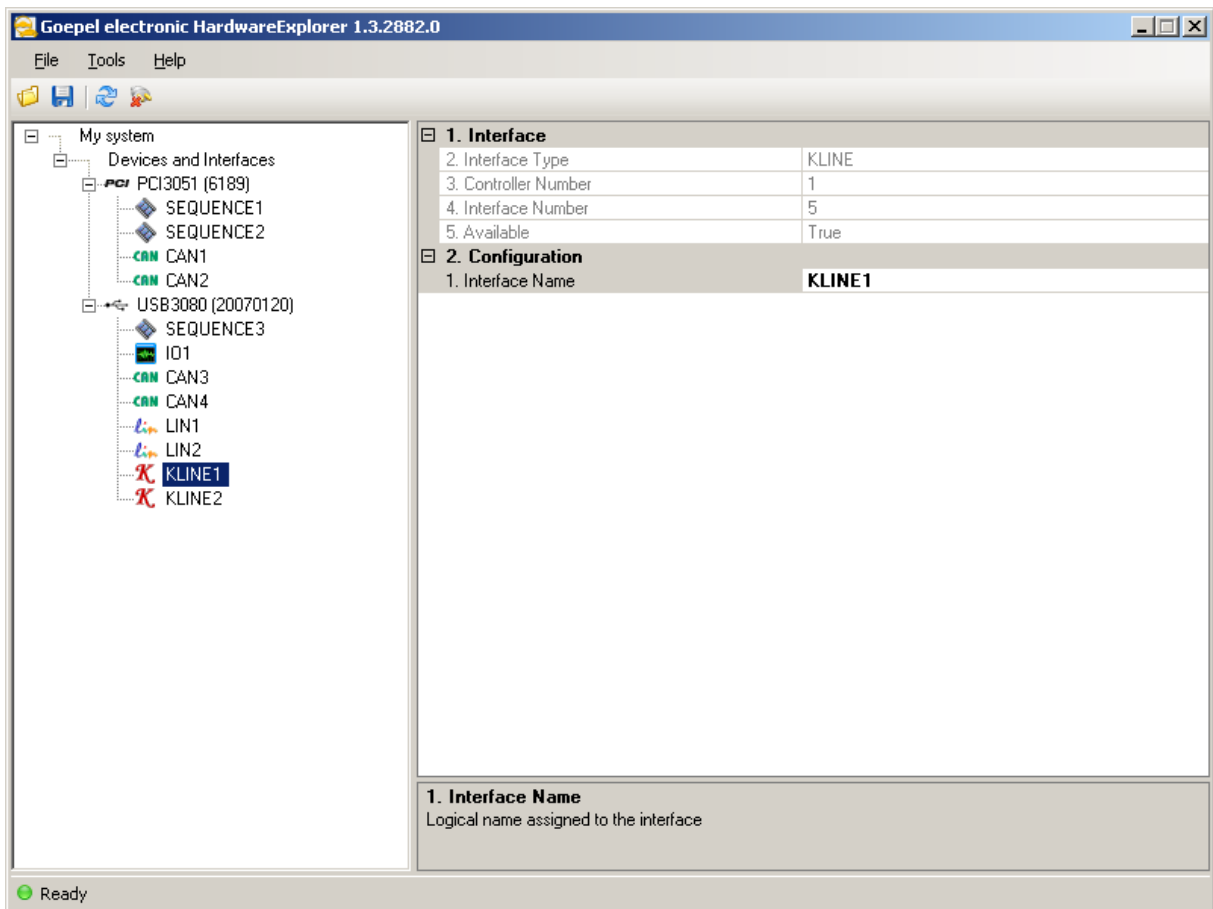 Goepel electronic HardwareExplorer 1.3.2882.0
File Tools Help
My system
Devices and Interfaces
PCI PCI3051 (6189)
SEQUENCE1
SEQUENCE2
CAN CAN1
CAN CAN2
USB3080 (20070120)
SEQUENCE3
IO1
CAN CAN3
CAN CAN4
Lin LIN1
Lin LIN2
K KLINE1
K KLINE2
1. Interface
2. Interface Type KLINE
3. Controller Number 1
4. Interface Number 5
5. Available True
2. Configuration
1. Interface Name KLINE1
1. Interface Name
Logical name assigned to the interface
Ready